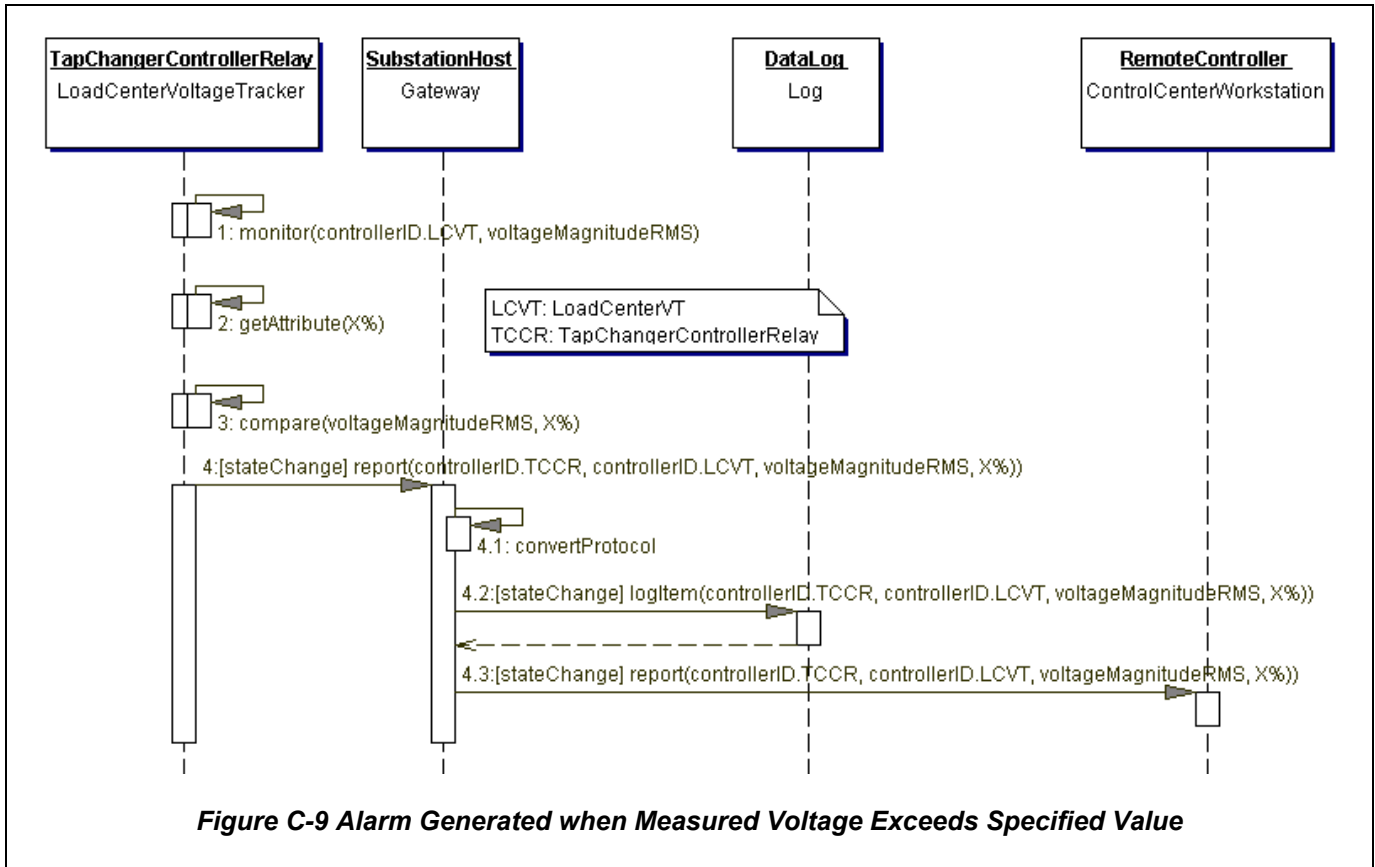 TapChangerControllerRelay
LoadCenterVoltageTracker
SubstationHost
Gateway
DataLog
Log
RemoteController
ControlCenterWorkstation
1: monitor(controllerID.LCVT, voltageMagnitudeRMS)
2: getAttribute(X%)
LCVT: LoadCenterVT
TCCR: TapChangerControllerRelay
3: compare(voltageMagnitudeRMS, X%)
4:[stateChange] report(controllerID.TCCR, controllerID.LCVT, voltageMagnitudeRMS, X%))
4.1: convertProtocol
4.2:[stateChange] logItem(controllerID.TCCR, controllerID.LCVT, voltageMagnitudeRMS, X%))
4.3:[stateChange] report(controllerID.TCCR, controllerID.LCVT, voltageMagnitudeRMS, X%))
Figure C-9 Alarm Generated when Measured Voltage Exceeds Specified Value